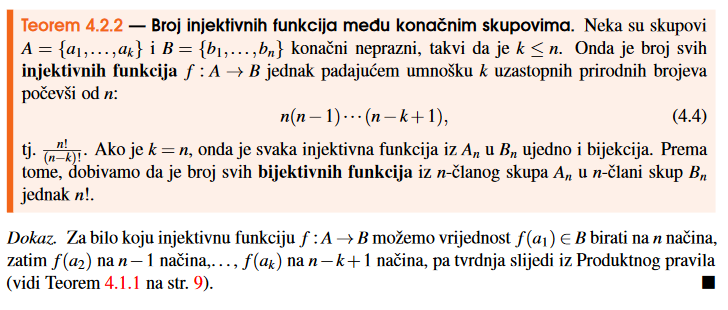 Teorem 4.2.2 — Broj injektivnih funkcija među konačnim skupovima. Neka su skupovi
A = {a₁,...,aₖ} i B = {b₁,...,bₙ} konačni neprazni, takvi da je k ≤ n. Onda je broj svih
injektivnih funkcija f : A → B jednak padajućem umnošku k uzastopnih prirodnih brojeva
počevši od n:
n(n−1)···(n−k+1), (4.4)
tj. n!/(n−k)!. Ako je k = n, onda je svaka injektivna funkcija iz Aₙ u Bₙ ujedno i bijekcija. Prema
tome, dobivamo da je broj svih bijektivnih funkcija iz n-članog skupa Aₙ u n-člani skup Bₙ
jednak n!.
Dokaz. Za bilo koju injektivnu funkciju f : A → B možemo vrijednost f(a₁) ∈ B birati na n načina,
zatim f(a₂) na n−1 načina,..., f(aₖ) na n−k+1 načina, pa tvrdnja slijedi iz Produktnog pravila
(vidi Teorem 4.1.1 na str. 9). ■